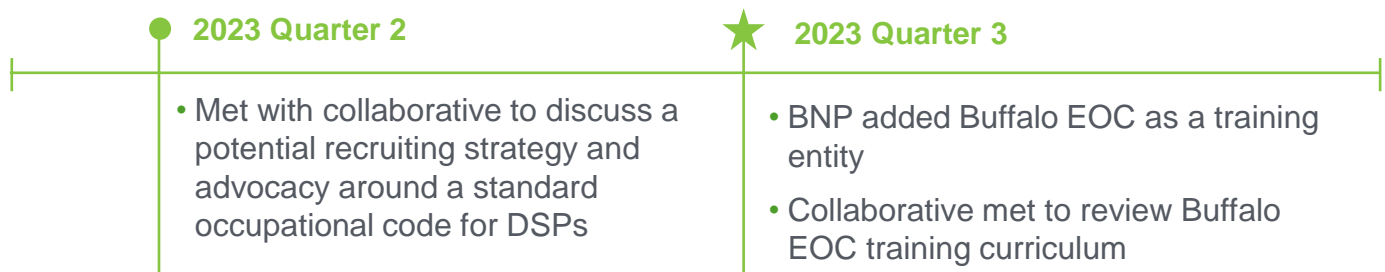 2023 Quarter 2
• Met with collaborative to discuss a
potential recruiting strategy and
advocacy around a standard
occupational code for DSPs
2023 Quarter 3
• BNP added Buffalo EOC as a training
entity
• Collaborative met to review Buffalo
EOC training curriculum